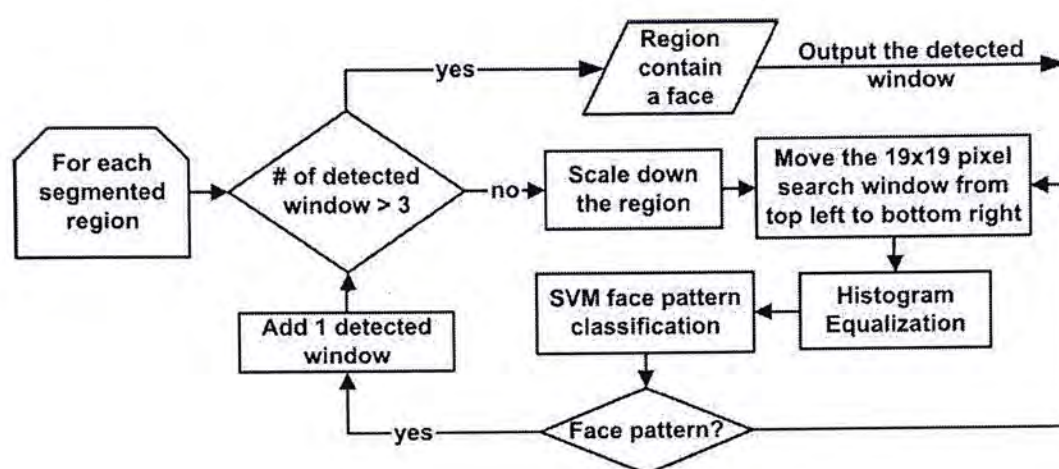 yes
Region
contain
a face
Output the detected
window
For each
segmented
region
# of detected
window > 3
no
Scale down
the region
Move the 19x19 pixel
search window from
top left to bottom right
SVM face pattern
classification
Histogram
Equalization
Add 1 detected
window
yes
Face pattern?